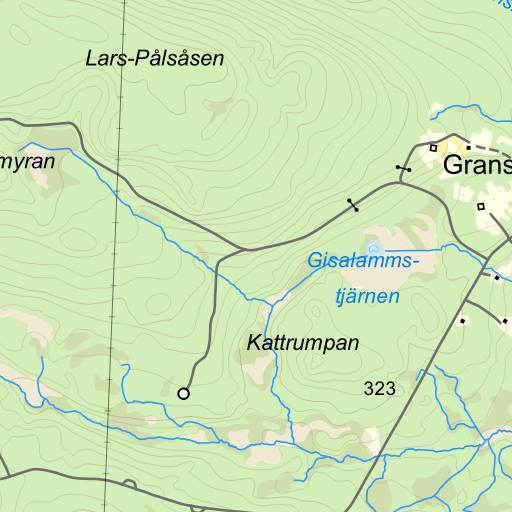 Lars-Pålsåsen
myran
Grans
Gisalamms-
tjärnen
Kattrumpan
323